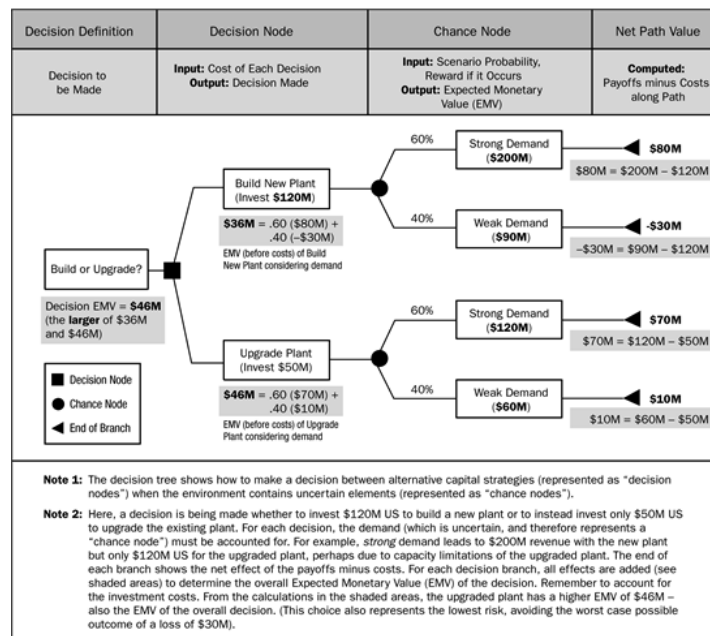 Decision Definition
Decision Node
Chance Node
Net Path Value
Decision to
be Made
Input: Cost of Each Decision
Output: Decision Made
Input: Scenario Probability,
Reward if it Occurs
Output: Expected Monetary
Value (EMV)
Computed:
Payoffs minus Costs
along Path
Build or Upgrade?
Decision EMV = $46M
(the larger of $36M
and $46M)
Build New Plant
(Invest $120M)
$36M = .60 ($80M) +
.40 (–$30M)
EMV (before costs) of Build
New Plant considering demand
60%
Strong Demand
($200M)
$80M
$80M = $200M – $120M
40%
Weak Demand
($90M)
-$30M
–$30M = $90M – $120M
Upgrade Plant
(Invest $50M)
$46M = .60 ($70M) +
.40 ($10M)
EMV (before costs) of Upgrade
Plant considering demand
60%
Strong Demand
($120M)
$70M
$70M = $120M – $50M
40%
Weak Demand
($60M)
$10M
$10M = $60M – $50M
Decision Node
Chance Node
End of Branch
Note 1: The decision tree shows how to make a decision between alternative capital strategies (represented as “decision
nodes”) when the environment contains uncertain elements (represented as “chance nodes”).
Note 2: Here, a decision is being made whether to invest $120M US to build a new plant or to instead invest only $50M US
to upgrade the existing plant. For each decision, the demand (which is uncertain, and therefore represents a
“chance node”) must be accounted for. For example, strong demand leads to $200M revenue with the new plant
but only $120M US for the upgraded plant, perhaps due to capacity limitations of the upgraded plant. The end of
each branch shows the net effect of the payoffs minus costs. For each decision branch, all effects are added (see
shaded areas) to determine the overall Expected Monetary Value (EMV) of the decision. Remember to account for
the investment costs. From the calculations in the shaded areas, the upgraded plant has a higher EMV of $46M –
also the EMV of the overall decision. (This choice also represents the lowest risk, avoiding the worst case possible
outcome of a loss of $30M).